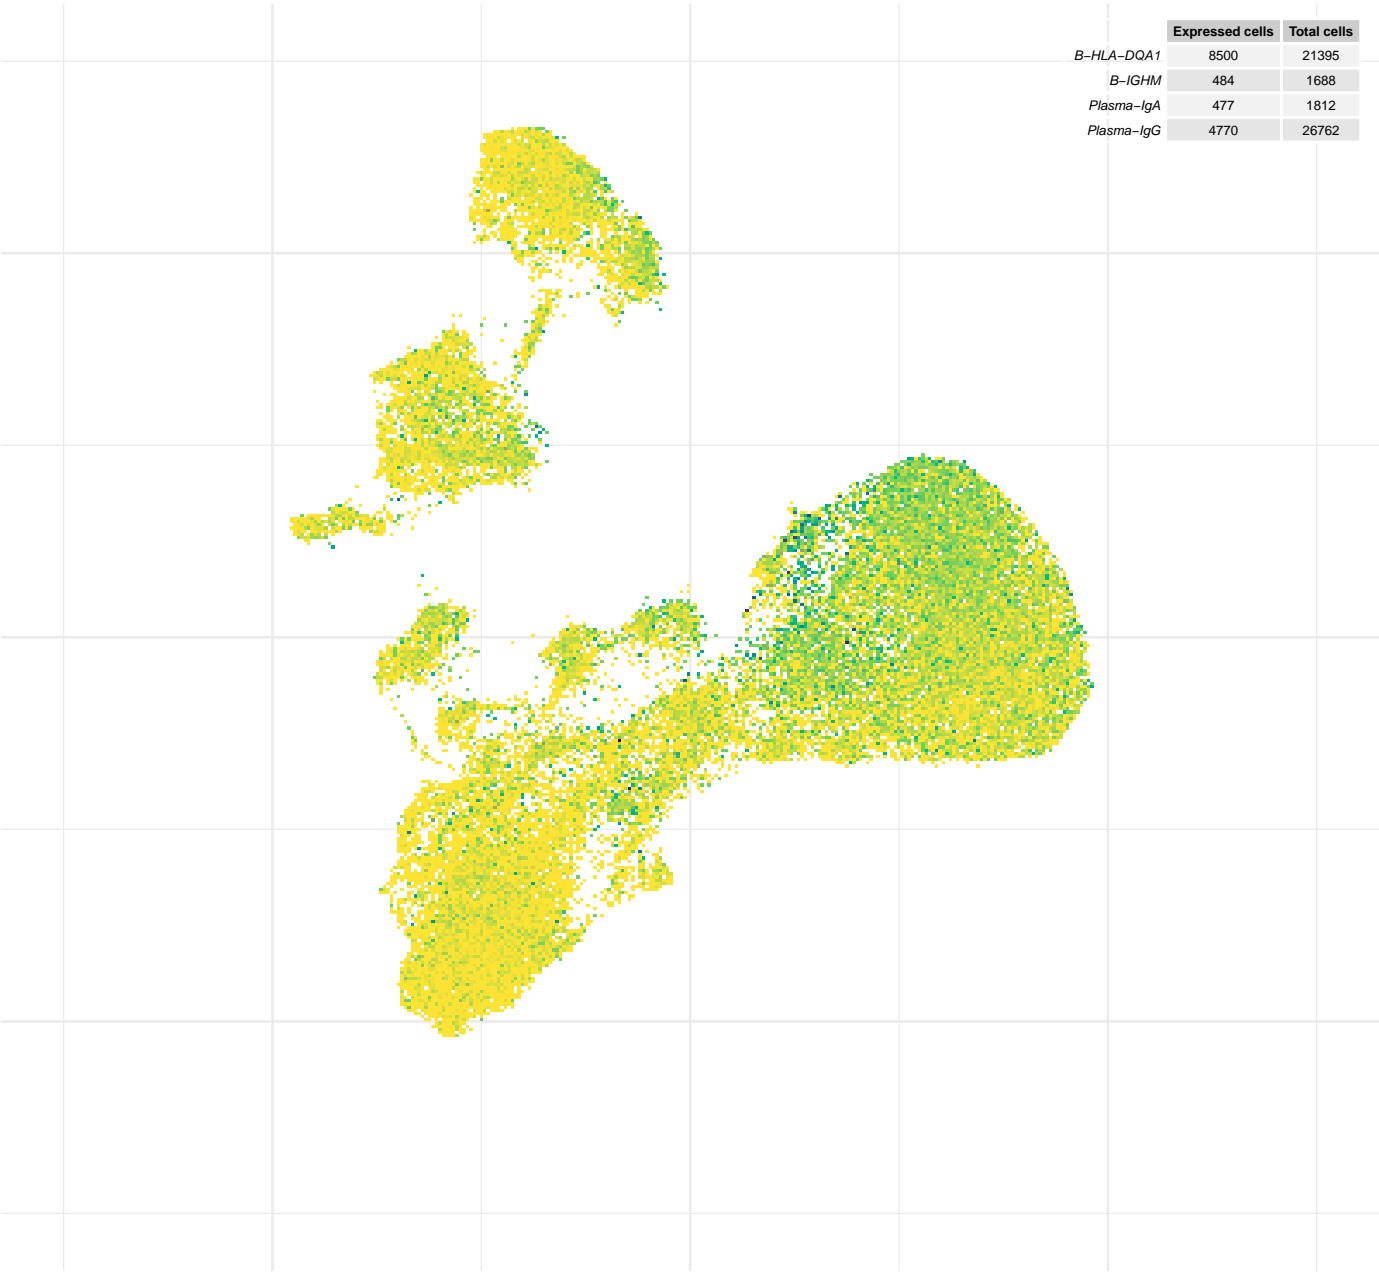 Expressed cells Total cells
B−HLA−DQA1 8500 21395
B−IGHM 484 1688
Plasma−IgA 477 1812
Plasma−IgG 4770 26762